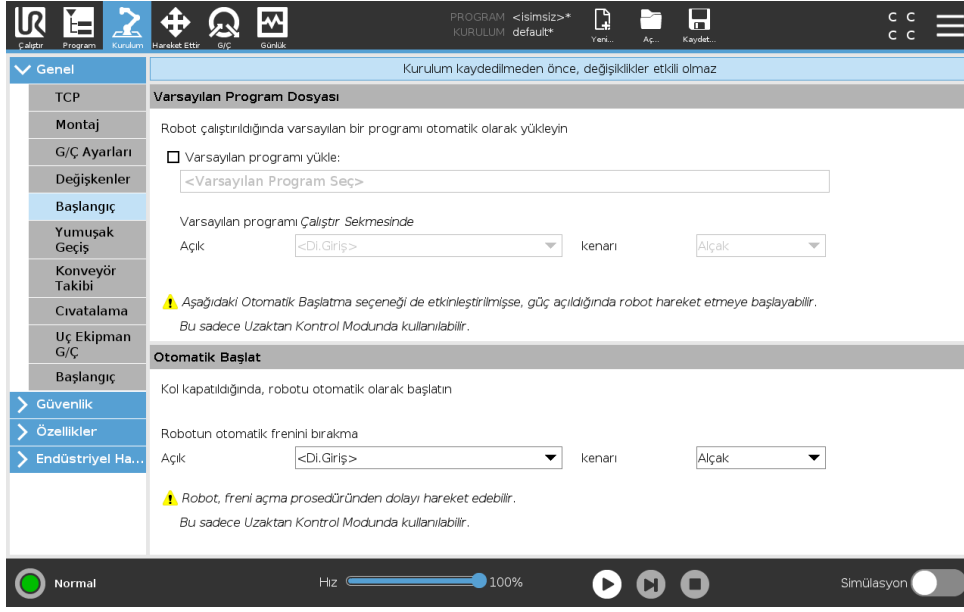 Çalıştır
Program
Kurulum
Hareket Ettir
G/Ç
Günlük
PROGRAM <isimsiz>*
KURULUM default*
Yeni...
Aç...
Kaydet...
C C
C C
Genel
TCP
Montaj
G/Ç Ayarları
Değişkenler
Başlangıç
Yumuşak
Geçiş
Konveyör
Takibi
Cıvatalama
Uç Ekipman
G/Ç
Başlangıç
Güvenlik
Özellikler
Endüstriyel Ha...
Kurulum kaydedilmeden önce, değişiklikler etkili olmaz
Varsayılan Program Dosyası
Robot çalıştırıldığında varsayılan bir programı otomatik olarak yükleyin
Varsayılan programı yükle:
<Varsayılan Program Seç>
Varsayılan programı Çalıştır Sekmesinde
Açık <Di.Giriş> kenarı Alçak
Aşağıdaki Otomatik Başlatma seçeneği de etkinleştirilmişse, güç açıldığında robot hareket etmeye başlayabilir.
Bu sadece Uzaktan Kontrol Modunda kullanılabilir.
Otomatik Başlat
Kol kapatıldığında, robotu otomatik olarak başlatın
Robotun otomatik frenini bırakma
Açık <Di.Giriş> kenarı Alçak
Robot, freni açma prosedüründen dolayı hareket edebilir.
Bu sadece Uzaktan Kontrol Modunda kullanılabilir.
Normal
Hız 100%
Simülasyon